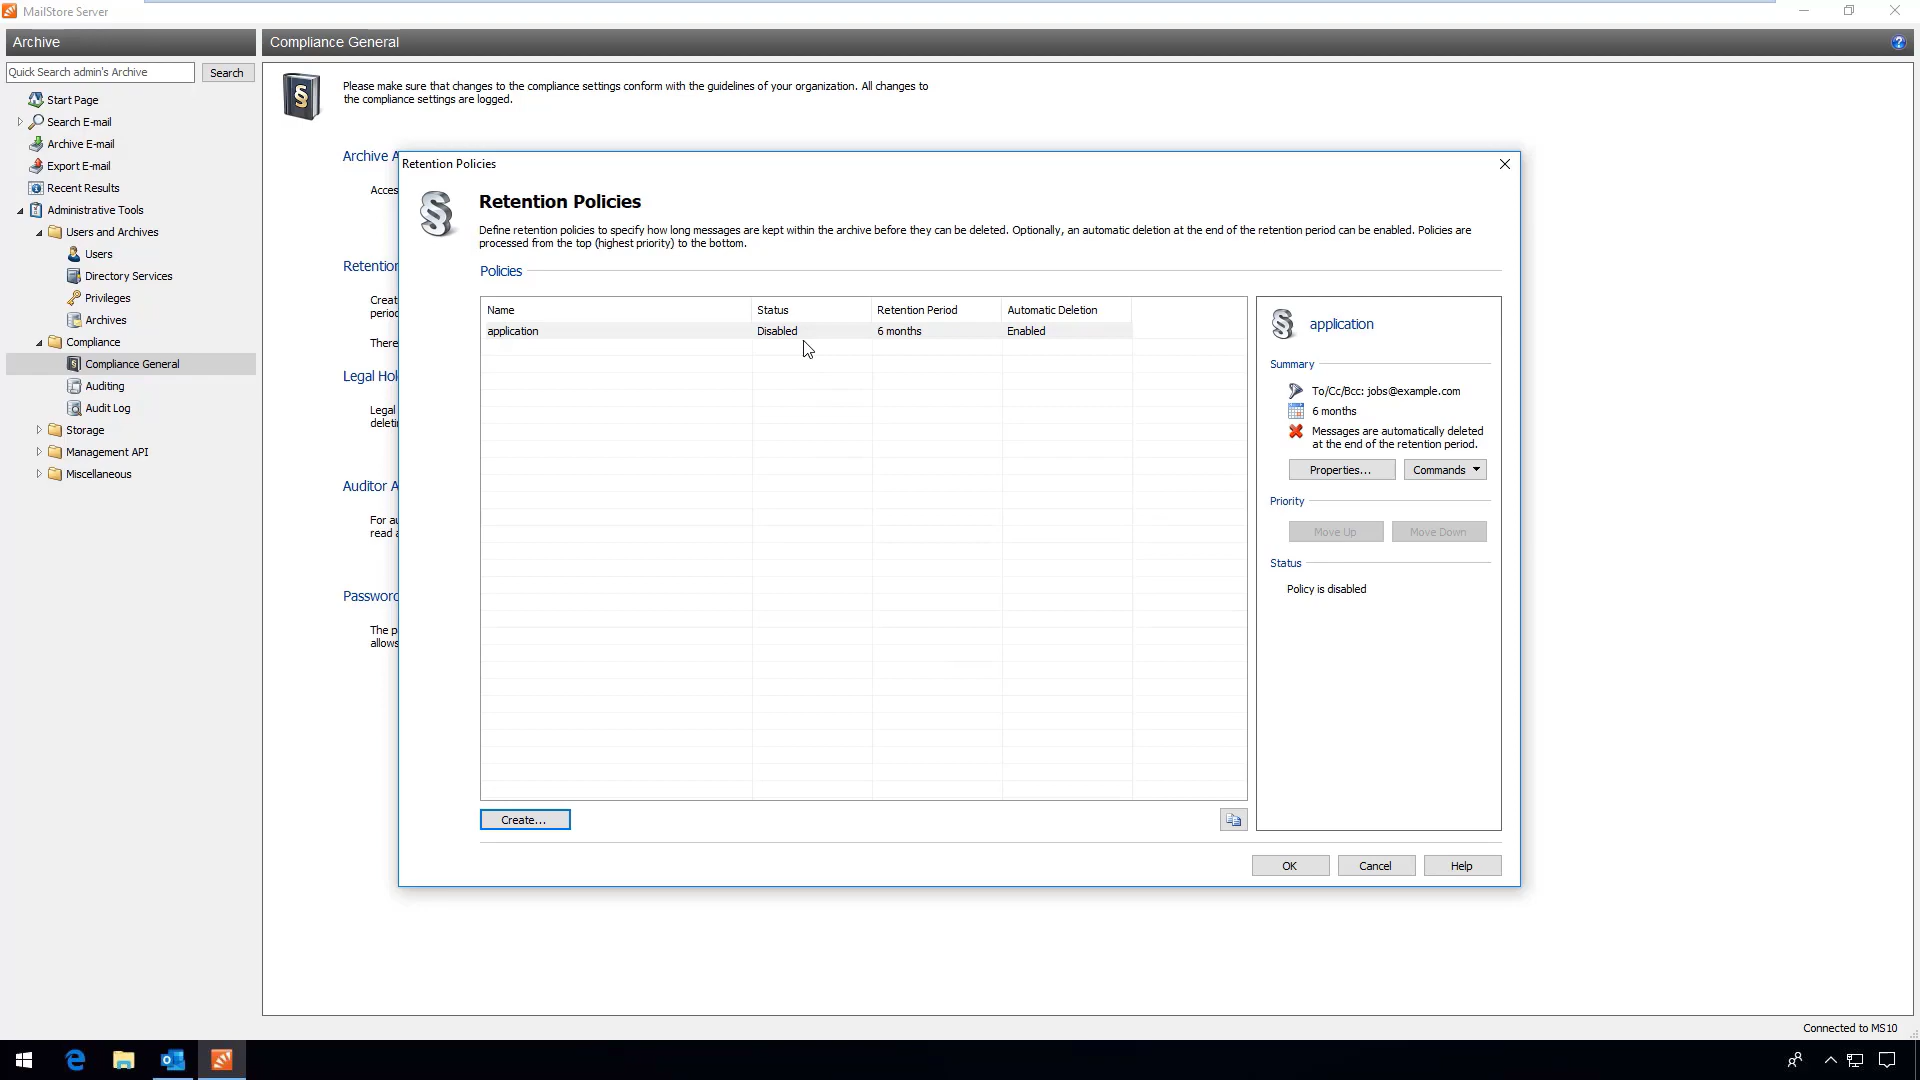 MailStore Server
Archive
Compliance General
Quick Search admin's Archive
Search
Please make sure that changes to the compliance settings conform with the guidelines of your organization. All changes to
the compliance settings are logged.
Start Page
Search E-mail
Archive E-mail
Export E-mail
Recent Results
Administrative Tools
Users and Archives
Users
Directory Services
Privileges
Archives
Compliance
Compliance General
Auditing
Audit Log
Storage
Management API
Miscellaneous
Archive A
Acces
Retention
Creat
period
There
Legal Hol
Legal
deletin
Auditor A
For au
read a
Password
The p
allows
Retention Policies
Retention Policies
Define retention policies to specify how long messages are kept within the archive before they can be deleted. Optionally, an automatic deletion at the end of the retention period can be enabled. Policies are
processed from the top (highest priority) to the bottom.
Policies
Name Status Retention Period Automatic Deletion
application Disabled 6 months Enabled
application
Summary
To/Cc/Bcc: jobs@example.com
6 months
Messages are automatically deleted
at the end of the retention period.
Properties... Commands
Priority
Move Up Move Down
Status
Policy is disabled
Create...
OK Cancel Help
Connected to MS10